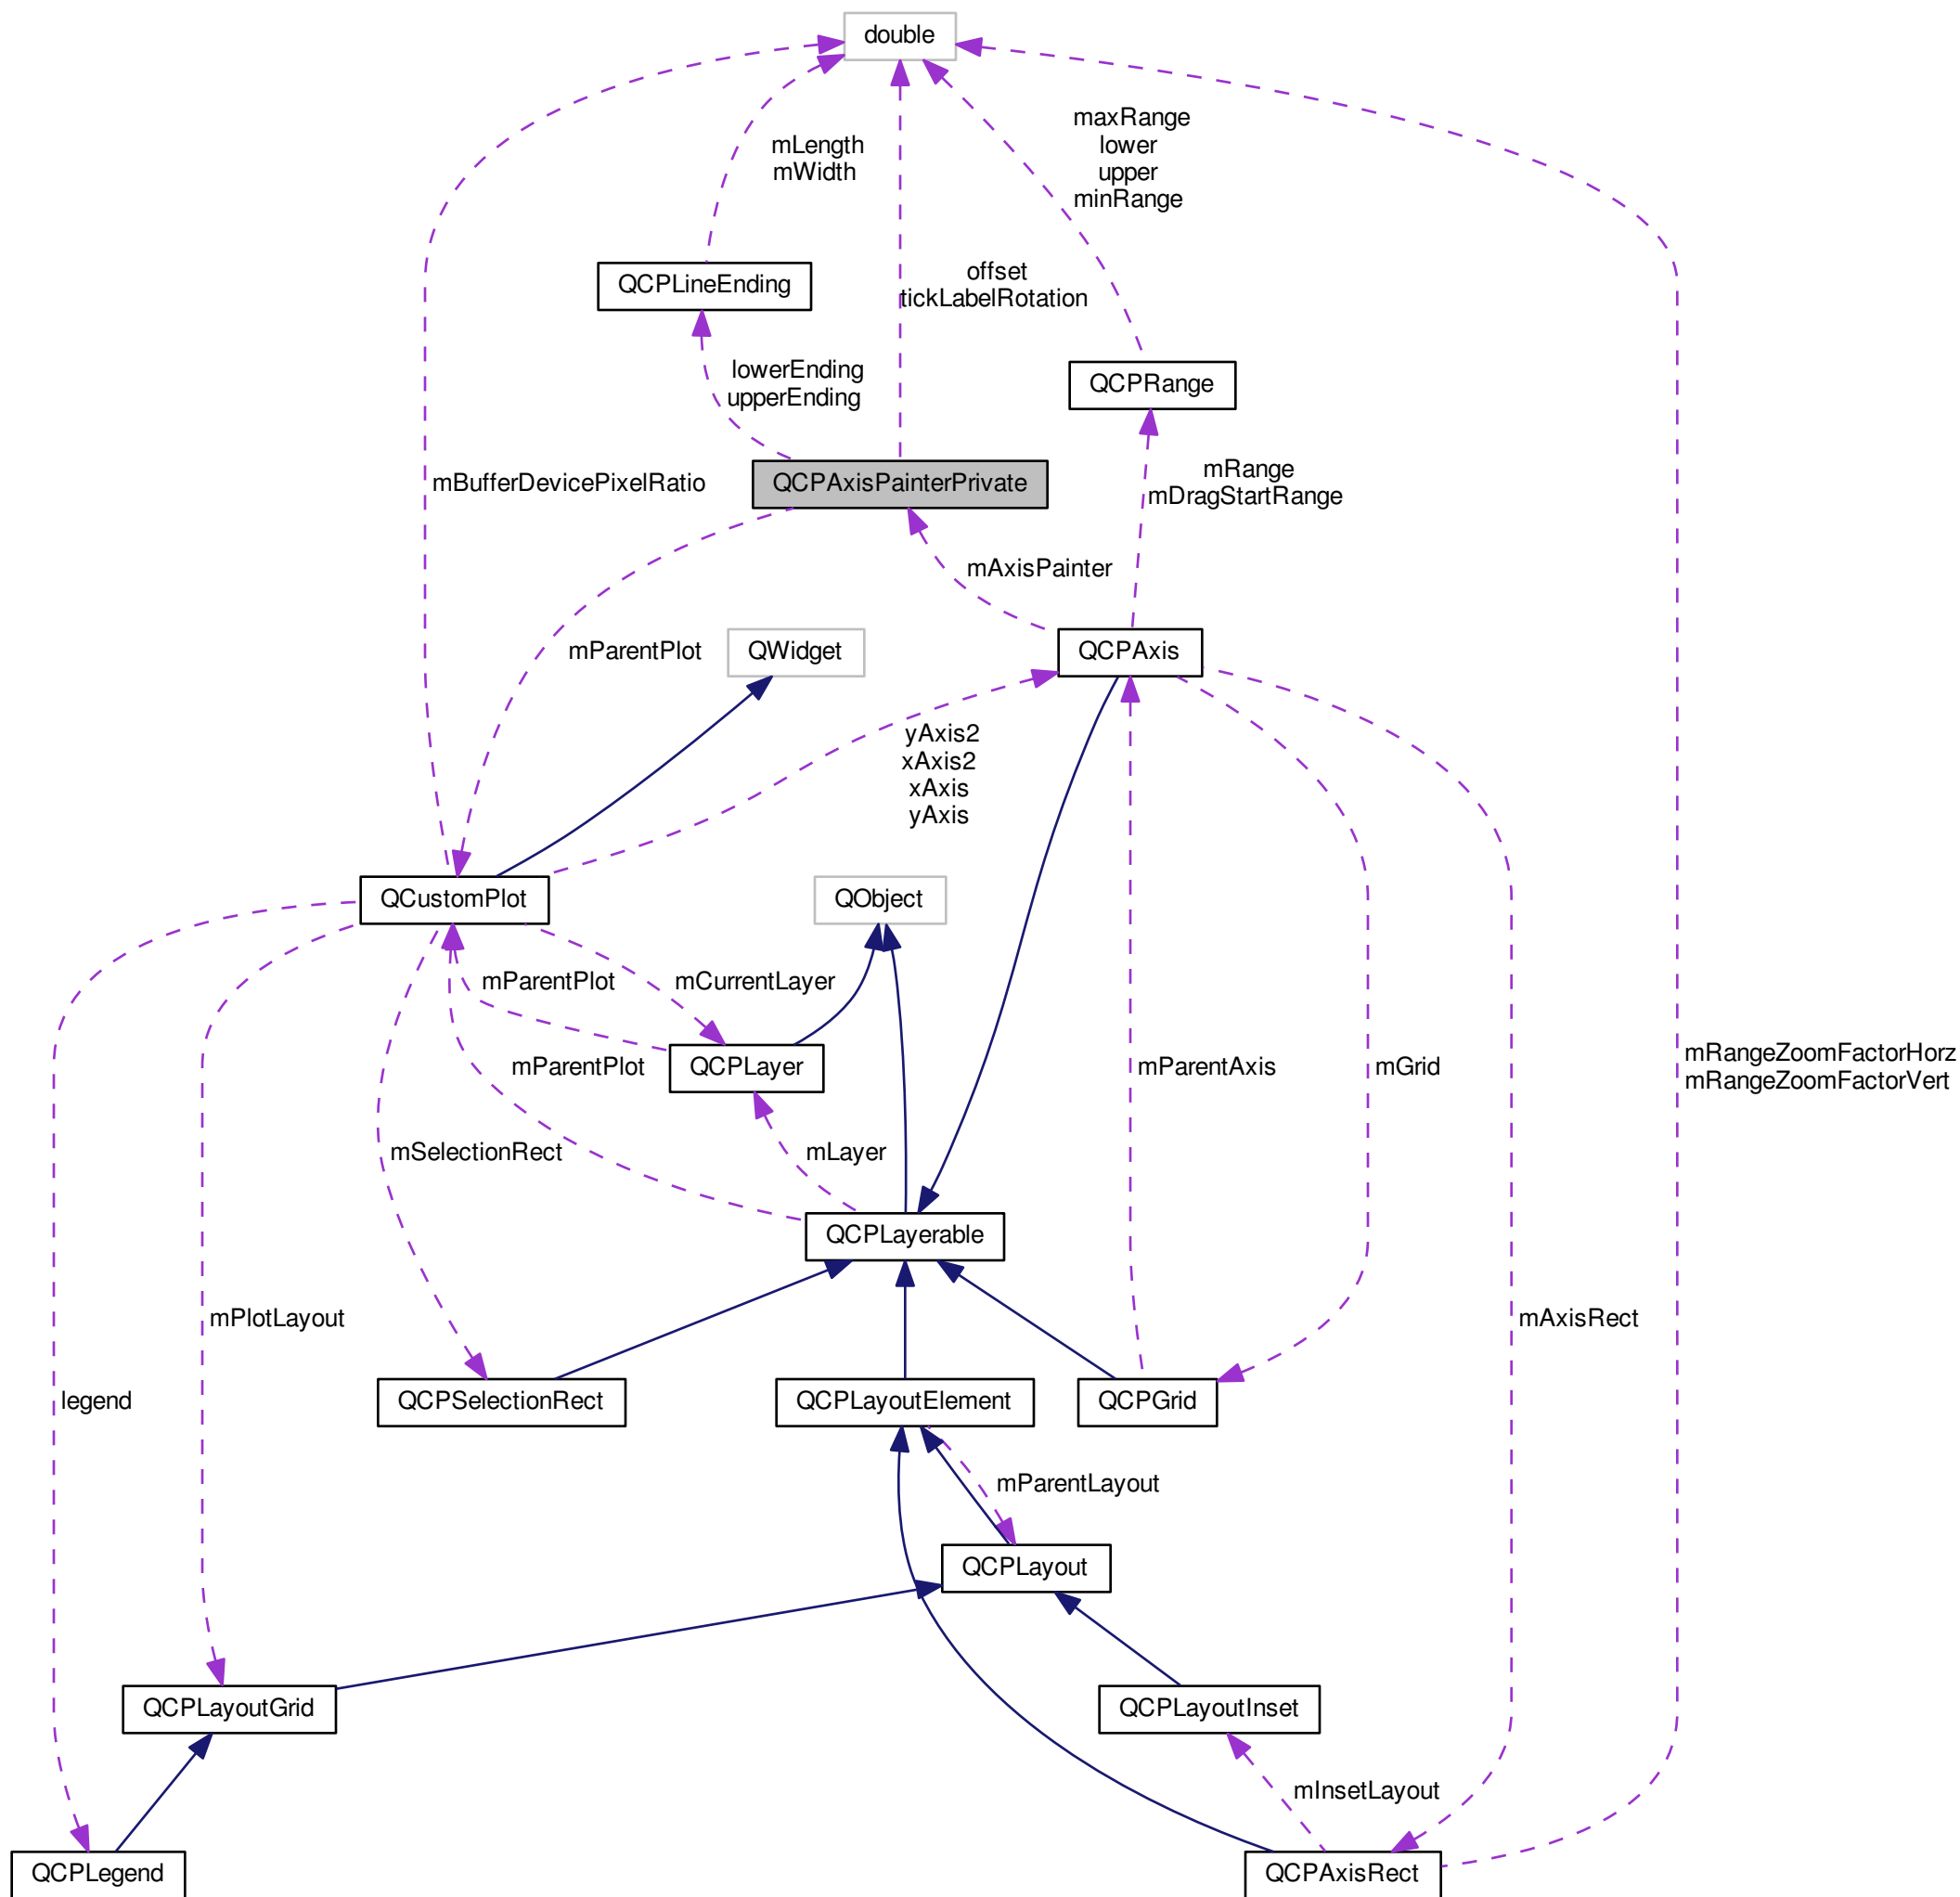 double
maxRange
lower
upper
minRange
mLength
mWidth
offset
tickLabelRotation
QCPLineEnding
lowerEnding
upperEnding
QCPRange
mBufferDevicePixelRatio
QCPAxisPainterPrivate
mRange
mDragStartRange
mAxisPainter
mParentPlot
QWidget
QCPAxis
yAxis2
xAxis2
xAxis
yAxis
QCustomPlot
QObject
mParentPlot
mCurrentLayer
mParentPlot
QCPLayer
mParentAxis
mGrid
mRangeZoomFactorHorz
mRangeZoomFactorVert
mSelectionRect
mLayer
QCPLayerable
mPlotLayout
mAxisRect
legend
QCPSelectionRect
QCPLayoutElement
QCPGrid
mParentLayout
QCPLayout
QCPLayoutGrid
QCPLayoutInset
mInsetLayout
QCPLegend
QCPAxisRect